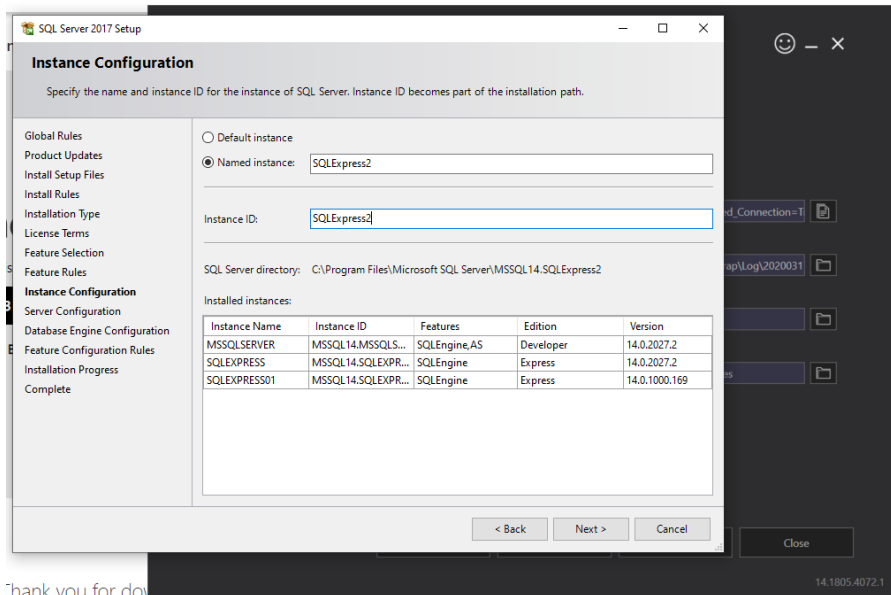 SQL Server 2017 Setup
Instance Configuration
Specify the name and instance ID for the instance of SQL Server. Instance ID becomes part of the installation path.
Global Rules
Product Updates
Install Setup Files
Install Rules
Installation Type
License Terms
Feature Selection
Feature Rules
Instance Configuration
Server Configuration
Database Engine Configuration
Feature Configuration Rules
Installation Progress
Complete
Default instance
Named instance: SQLExpress2
Instance ID: SQLExpress2
SQL Server directory: C:\Program Files\Microsoft SQL Server\MSSQL14.SQLExpress2
Installed instances:
Instance Name Instance ID Features Edition Version
MSSQLSERVER MSSQL14.MSSQLS... SQLEngine,AS Developer 14.0.2027.2
SQLEXPRESS MSSQL14.SQLEXPR... SQLEngine Express 14.0.2027.2
SQLEXPRESS01 MSSQL14.SQLEXPR... SQLEngine Express 14.0.1000.169
< Back Next > Cancel
ed_Connection=T
ap\Log\2020031
es
Close
14.1805.4072.1
Thank you for dow